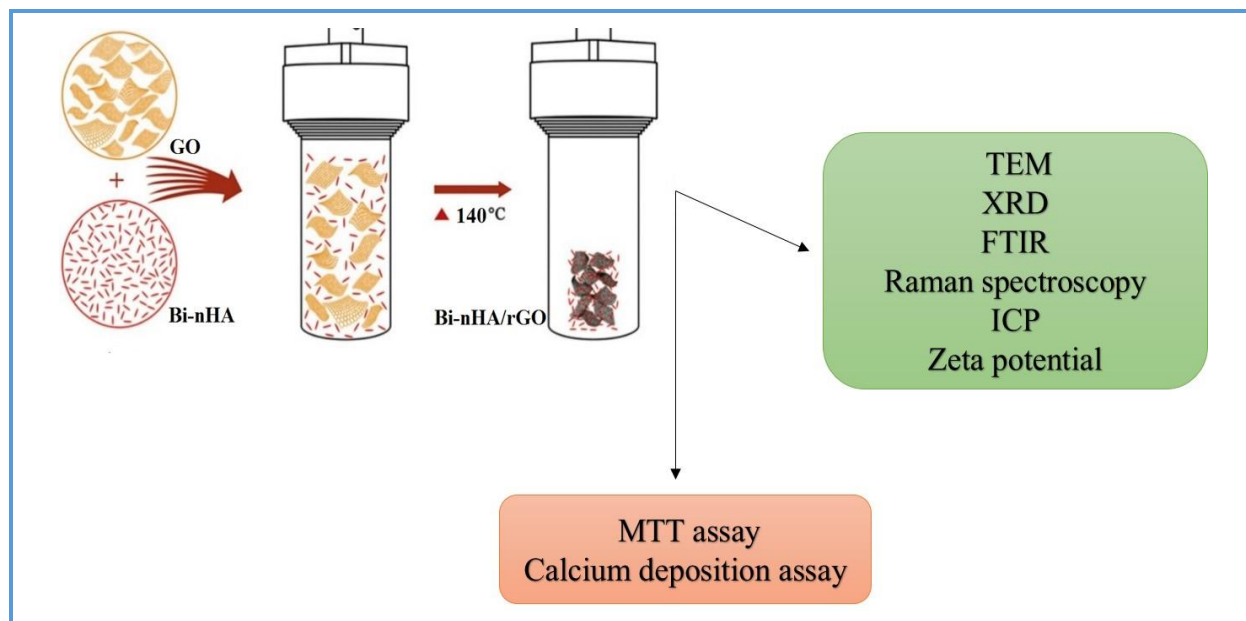 GO
+
Bi-nHA
▲ 140℃
Bi-nHA/rGO
TEM
XRD
FTIR
Raman spectroscopy
ICP
Zeta potential
MTT assay
Calcium deposition assay